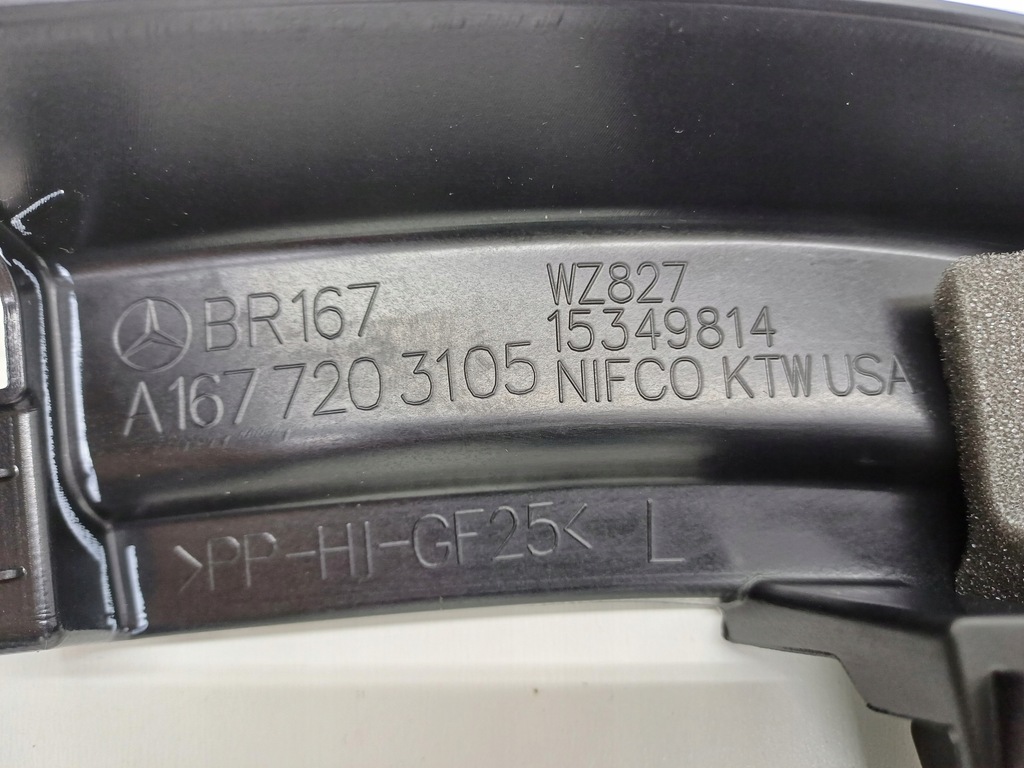 BR167
A167 720 3105
WZ827
15349814
NIFCO KTW USA
>PP-HI-GF25< L